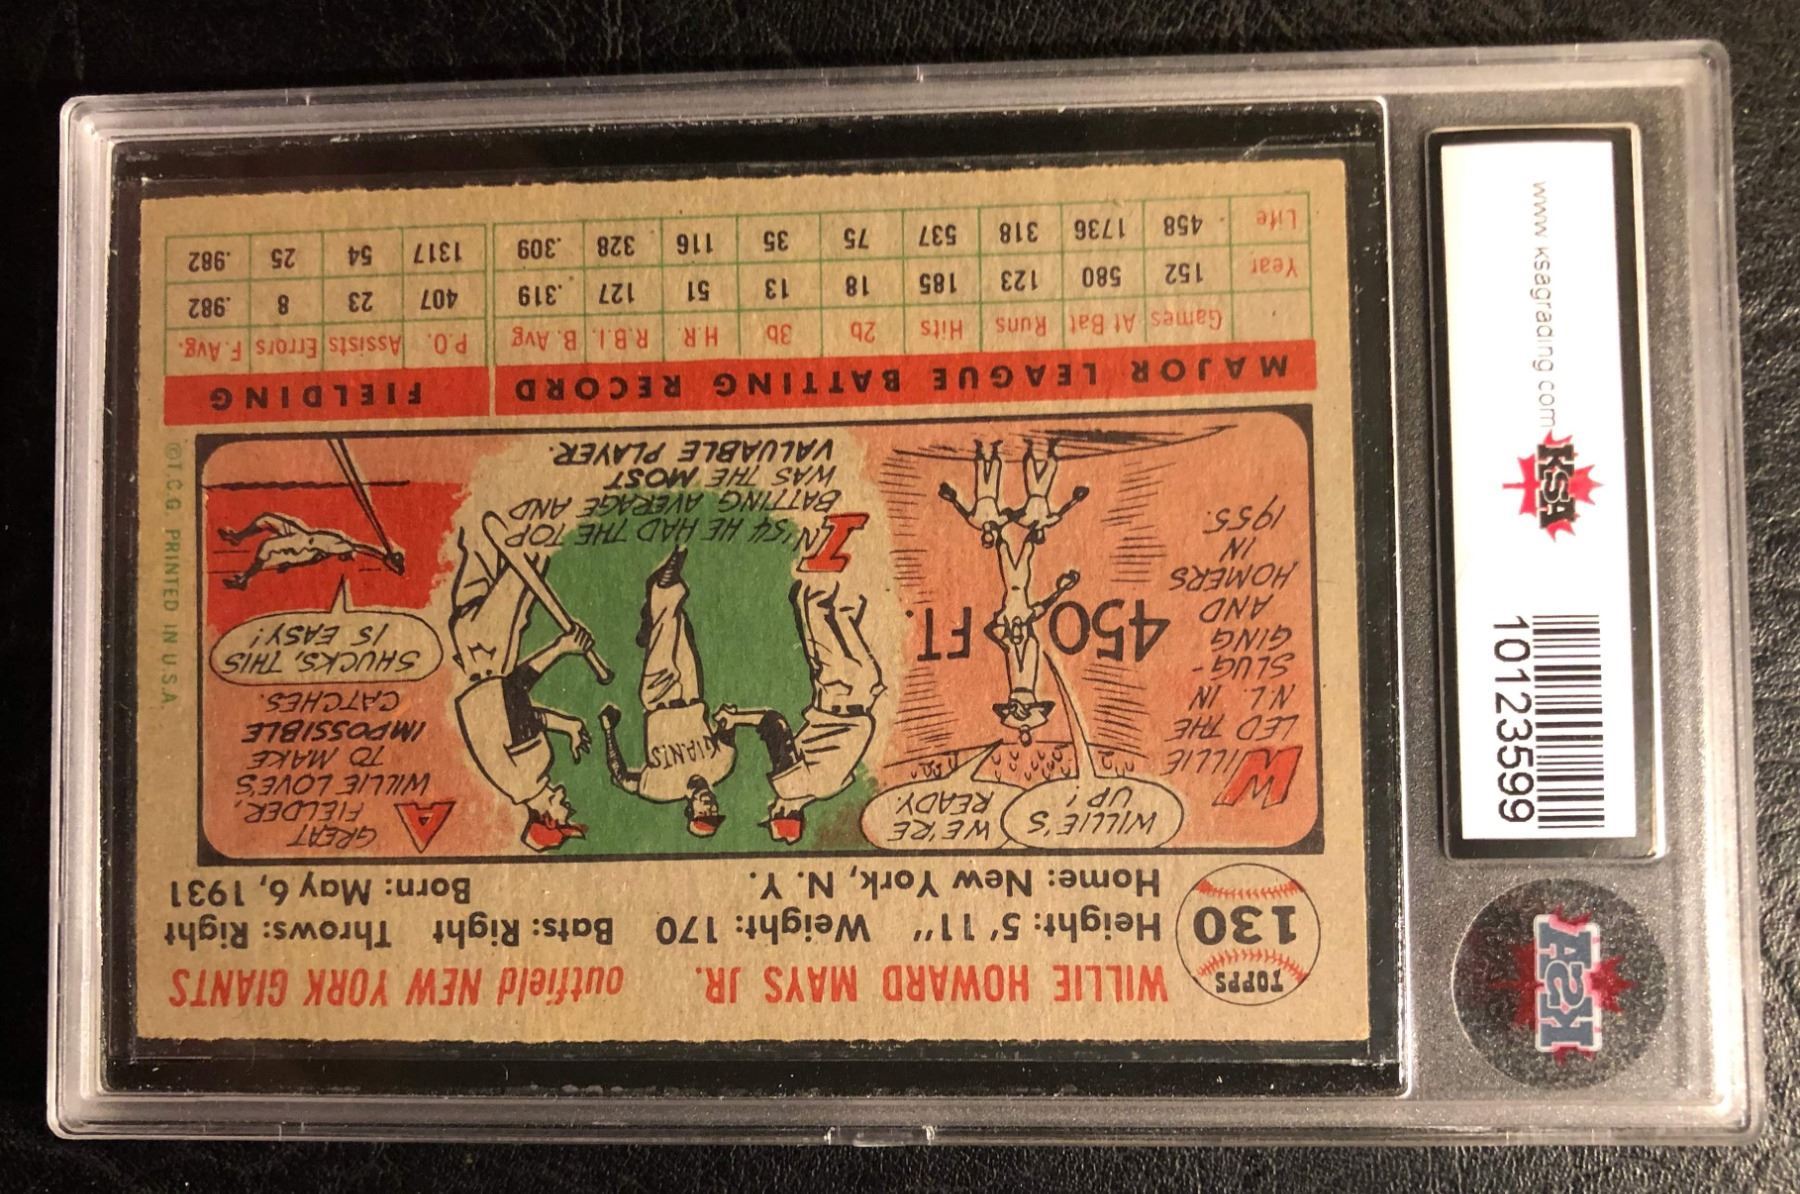 TOPPS
130
WILLIE HOWARD MAYS JR. outfield NEW YORK GIANTS
Height: 5' 11" Weight: 170 Bats: Right Throws: Right
Home: New York, N. Y. Born: May 6, 1931
WILLIE
LED THE
N.L. IN
SLUG-
GING
AND
HOMERS
IN
1955.
WILLIE'S
UP!
WE'RE
READY.
450 FT.
GIANTS
IN '54 HE HAD THE TOP
BATTING AVERAGE AND
WAS THE MOST
VALUABLE PLAYER.
A
GREAT
FIELDER,
WILLIE LOVE'S
TO MAKE
IMPOSSIBLE
CATCHES.
SHUCKS, THIS
IS EASY!
MAJOR LEAGUE BATTING RECORD FIELDING
Games At Bat Runs Hits 2b 3b H.R. R.B.I. B. Avg. P.O. Assists Errors F. Avg.
Year 152 580 123 185 18 13 51 127 .319 407 23 8 .982
Life 458 1736 318 537 75 35 116 328 .309 1317 54 25 .982
©T.C.G. PRINTED IN U.S.A.
www.ksagrading.com
KSA
10123599
KSA